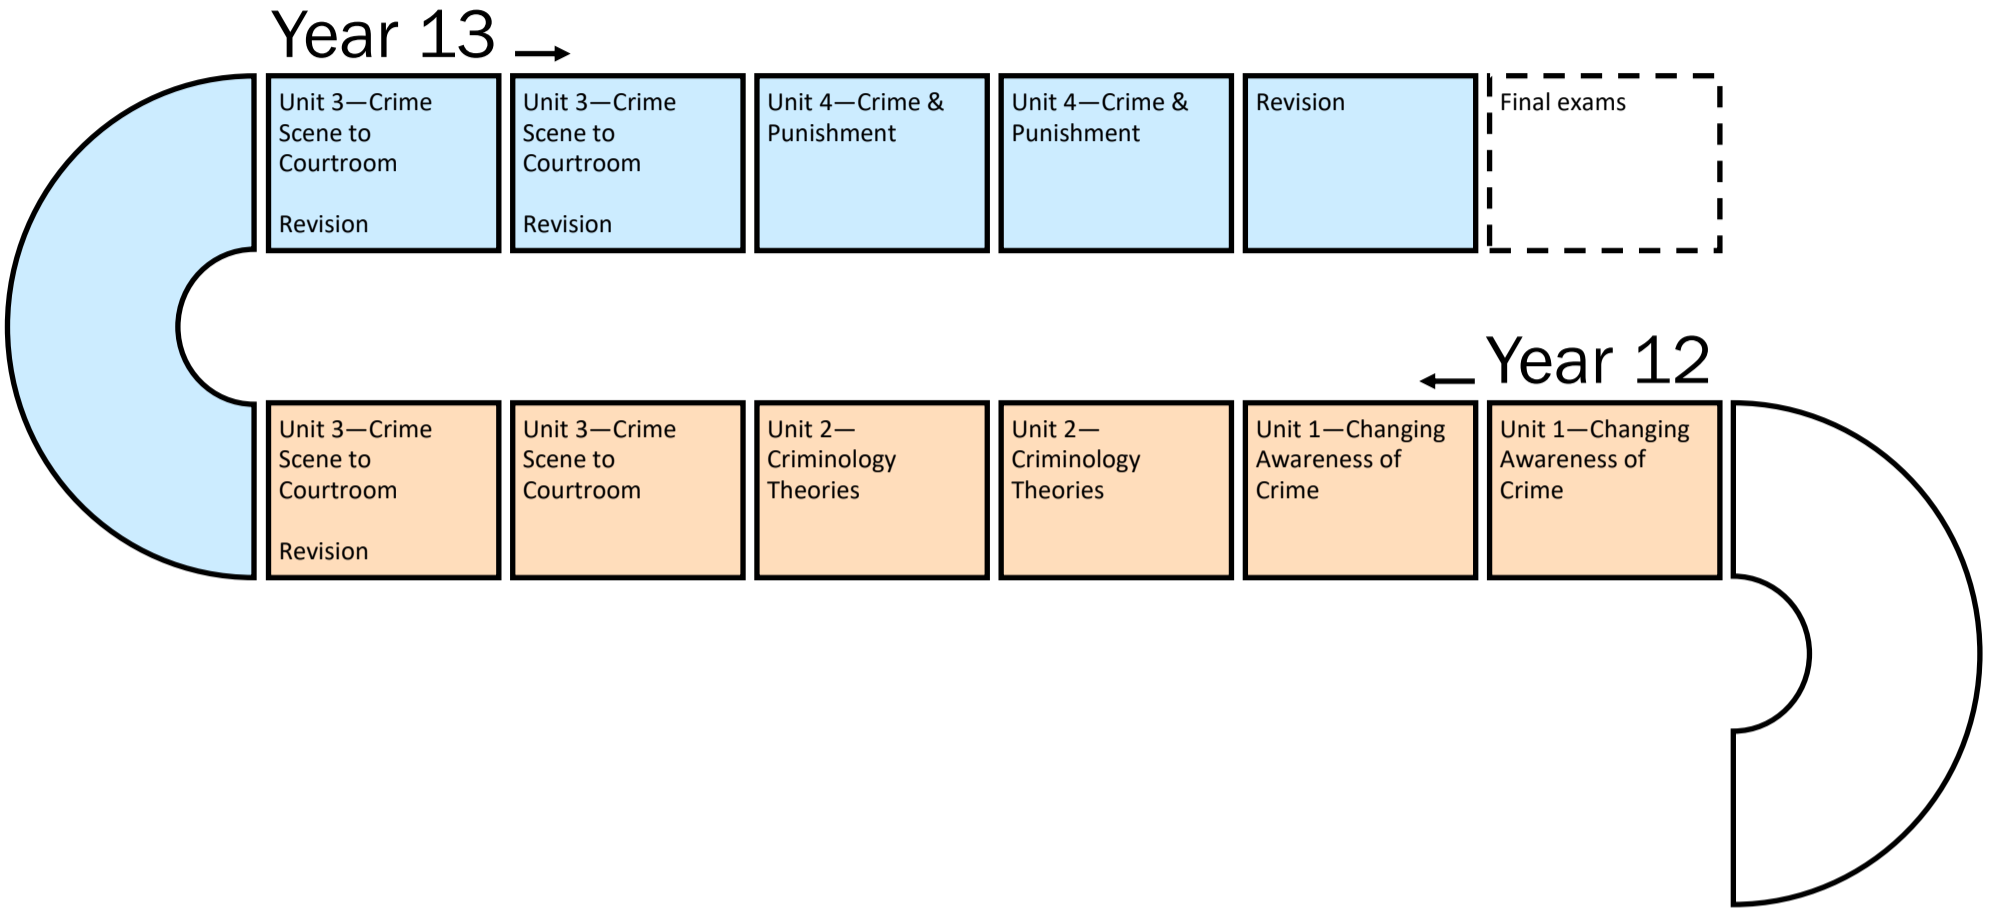 Year 13
Unit 3—Crime
Scene to
Courtroom
Revision
Unit 3—Crime
Scene to
Courtroom
Revision
Unit 4—Crime &
Punishment
Unit 4—Crime &
Punishment
Revision
Final exams
Year 12
Unit 3—Crime
Scene to
Courtroom
Revision
Unit 3—Crime
Scene to
Courtroom
Unit 2—
Criminology
Theories
Unit 2—
Criminology
Theories
Unit 1—Changing
Awareness of
Crime
Unit 1—Changing
Awareness of
Crime